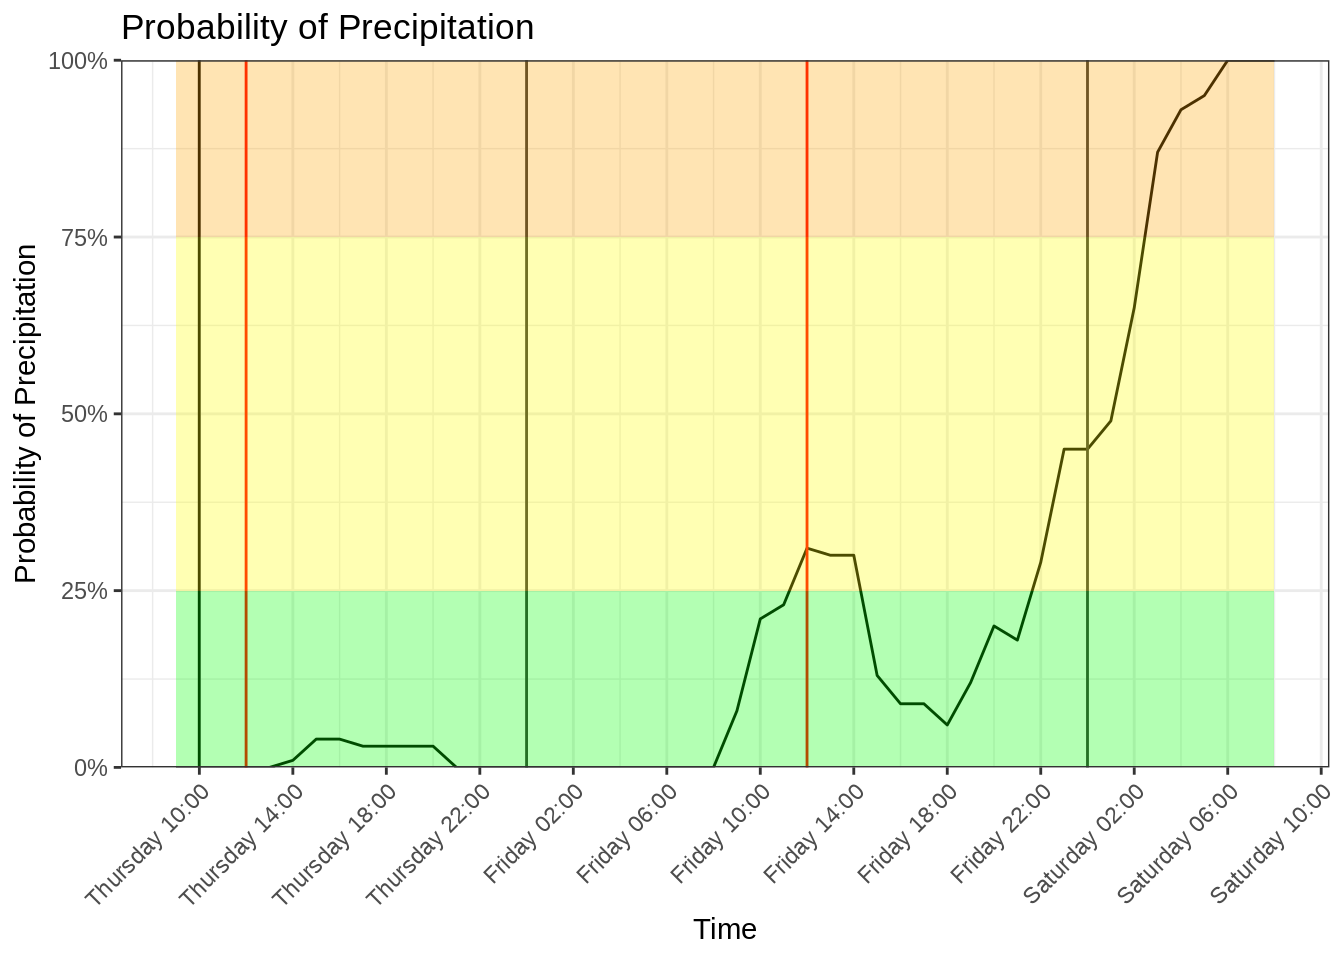 Probability of Precipitation
100%
75%
50%
25%
0%
Probability of Precipitation
Thursday 10:00
Thursday 14:00
Thursday 18:00
Thursday 22:00
Friday 02:00
Friday 06:00
Friday 10:00
Friday 14:00
Friday 18:00
Friday 22:00
Saturday 02:00
Saturday 06:00
Saturday 10:00
Time